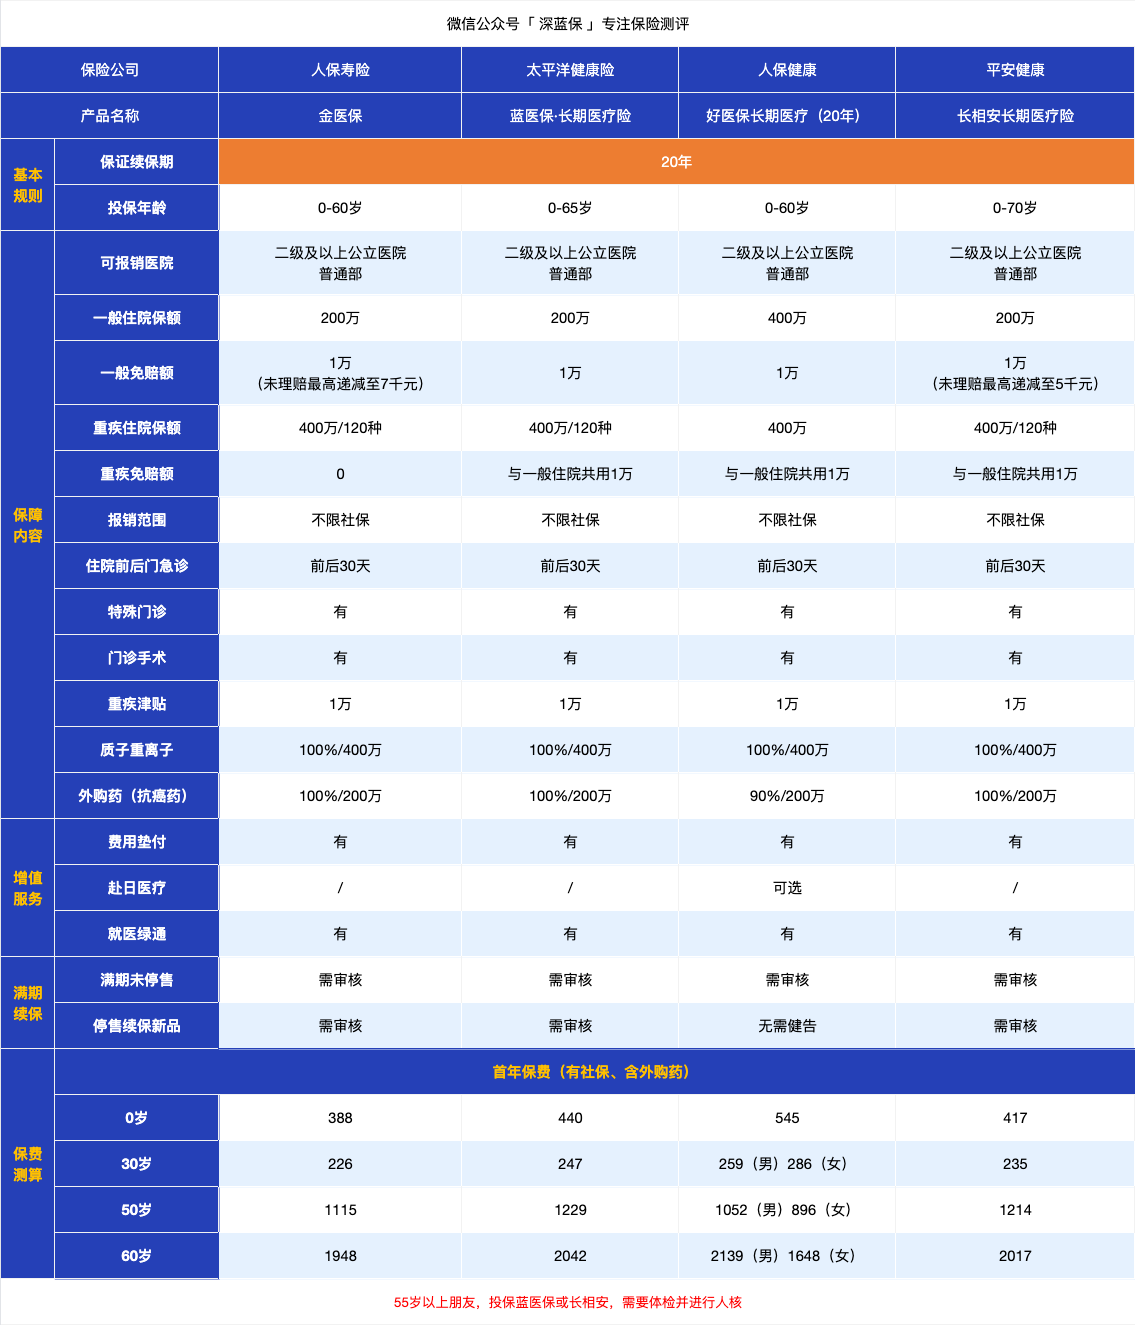 微信公众号「 深蓝保 」专注保险测评
保险公司 人保寿险 太平洋健康险 人保健康 平安健康
产品名称 金医保 蓝医保·长期医疗险 好医保长期医疗（20年） 长相安长期医疗险
基本
规则
保证续保期 20年
投保年龄 0-60岁 0-65岁 0-60岁 0-70岁
保障
内容
可报销医院 二级及以上公立医院 二级及以上公立医院 二级及以上公立医院 二级及以上公立医院
普通部 普通部 普通部 普通部
一般住院保额 200万 200万 400万 200万
一般免赔额 1万 1万 1万 1万
（未理赔最高递减至7千元） （未理赔最高递减至5千元）
重疾住院保额 400万/120种 400万/120种 400万 400万/120种
重疾免赔额 0 与一般住院共用1万 与一般住院共用1万 与一般住院共用1万
报销范围 不限社保 不限社保 不限社保 不限社保
住院前后门急诊 前后30天 前后30天 前后30天 前后30天
特殊门诊 有 有 有 有
门诊手术 有 有 有 有
重疾津贴 1万 1万 1万 1万
质子重离子 100%/400万 100%/400万 100%/400万 100%/400万
外购药（抗癌药） 100%/200万 100%/200万 90%/200万 100%/200万
增值
服务
费用垫付 有 有 有 有
赴日医疗 / / 可选 /
就医绿通 有 有 有 有
满期
续保
满期未停售 需审核 需审核 需审核 需审核
停售续保新品 需审核 需审核 无需健告 需审核
保费
测算
首年保费（有社保、含外购药）
0岁 388 440 545 417
30岁 226 247 259（男）286（女） 235
50岁 1115 1229 1052（男）896（女） 1214
60岁 1948 2042 2139（男）1648（女） 2017
55岁以上朋友，投保蓝医保或长相安，需要体检并进行人核